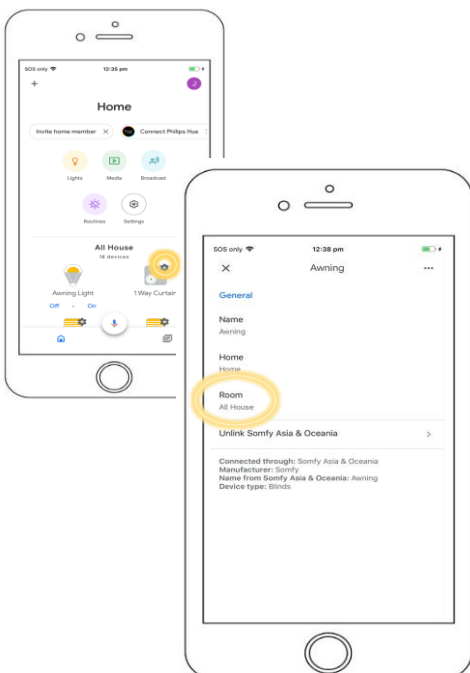 SOS only 12:35 pm
+
J
Home
Invite home member × Connect Philips Hue
Lights Media Broadcast
Routines Settings
All House
18 devices
Awning Light 1 Way Curtain
Off - On
SOS only 12:38 pm
× Awning ...
General
Name
Awning
Home
Home
Room
All House
Unlink Somfy Asia & Oceania >
Connected through: Somfy Asia & Oceania
Manufacturer: Somfy
Name from Somfy Asia & Oceania: Awning
Device type: Blinds